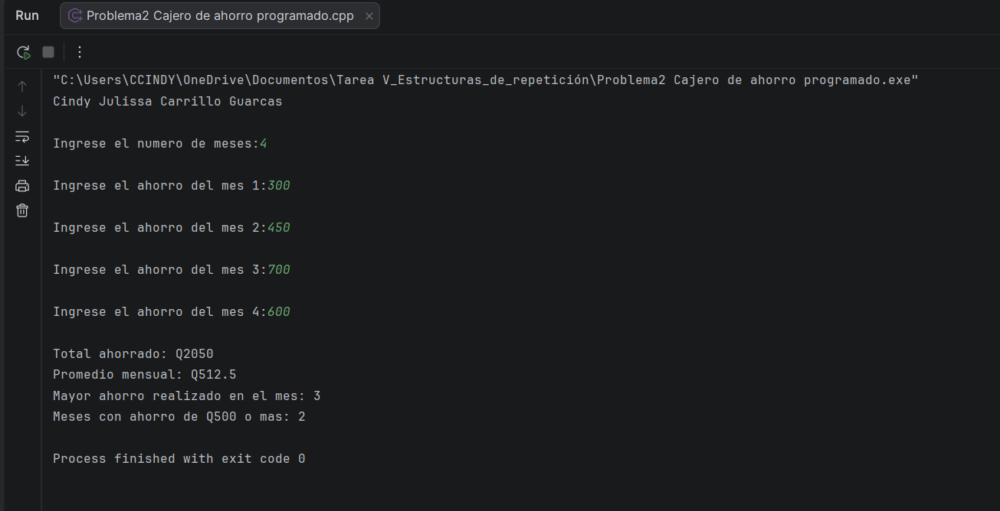 Run
Problema2 Cajero de ahorro programado.cpp
"C:\Users\CCINDY\OneDrive\Documentos\Tarea V_Estructuras_de_repetición\Problema2 Cajero de ahorro programado.exe"
Cindy Julissa Carrillo Guarcas
Ingrese el numero de meses:4
Ingrese el ahorro del mes 1:300
Ingrese el ahorro del mes 2:450
Ingrese el ahorro del mes 3:700
Ingrese el ahorro del mes 4:600
Total ahorrado: Q2050
Promedio mensual: Q512.5
Mayor ahorro realizado en el mes: 3
Meses con ahorro de Q500 o mas: 2
Process finished with exit code 0